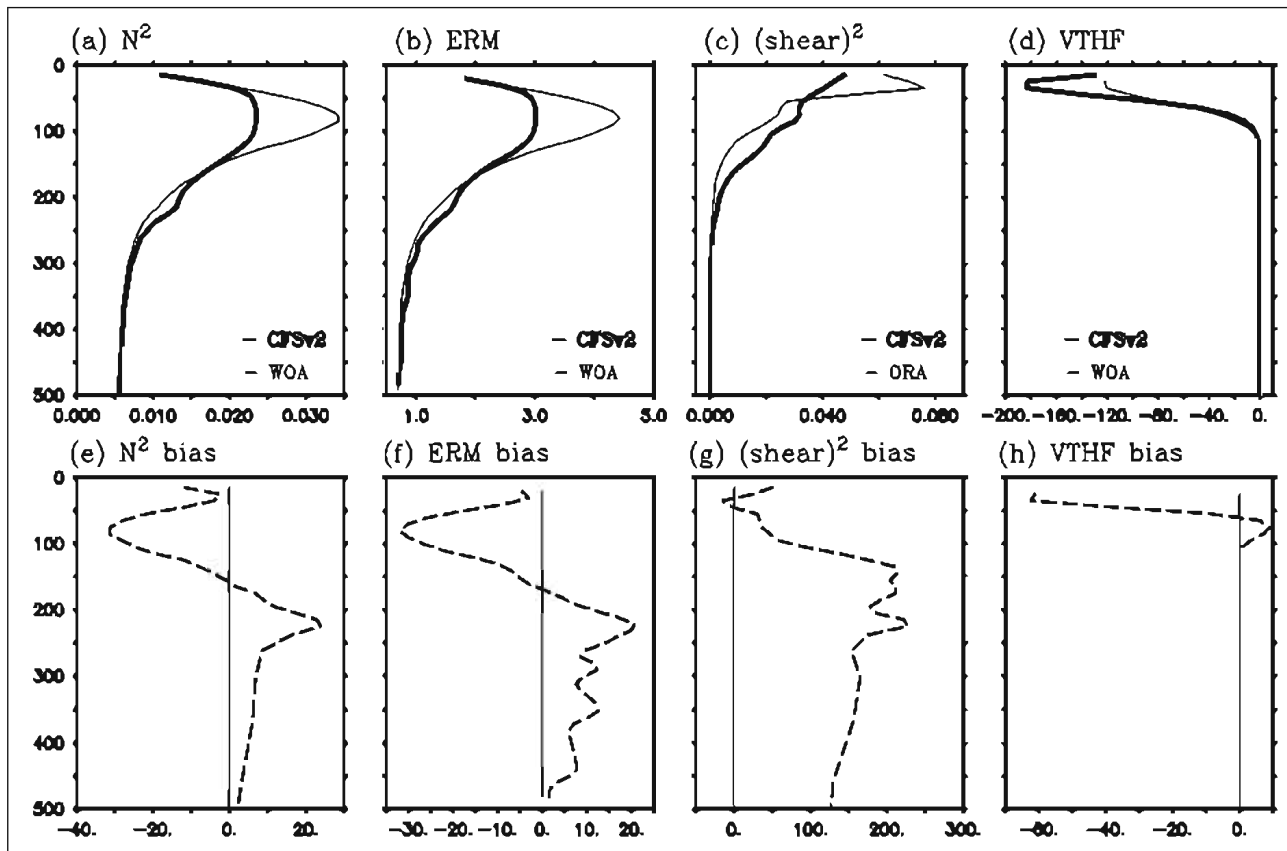 (a) N² (b) ERM (c) (shear)² (d) VTHF
0
100
200
300
400
500
CFSv2 CFSv2 CFSv2 CFSv2
WOA WOA ORA WOA
0.000 0.010 0.020 0.030 1.0 3.0 5.0 0.000 0.040 0.080 -200. -160. -120. -80. -40. 0.
(e) N² bias (f) ERM bias (g) (shear)² bias (h) VTHF bias
0
100
200
300
400
500
-40. -20. 0. 20. -30. -20. -10. 0. 10. 20. 0. 100. 200. 300. -20. 0.